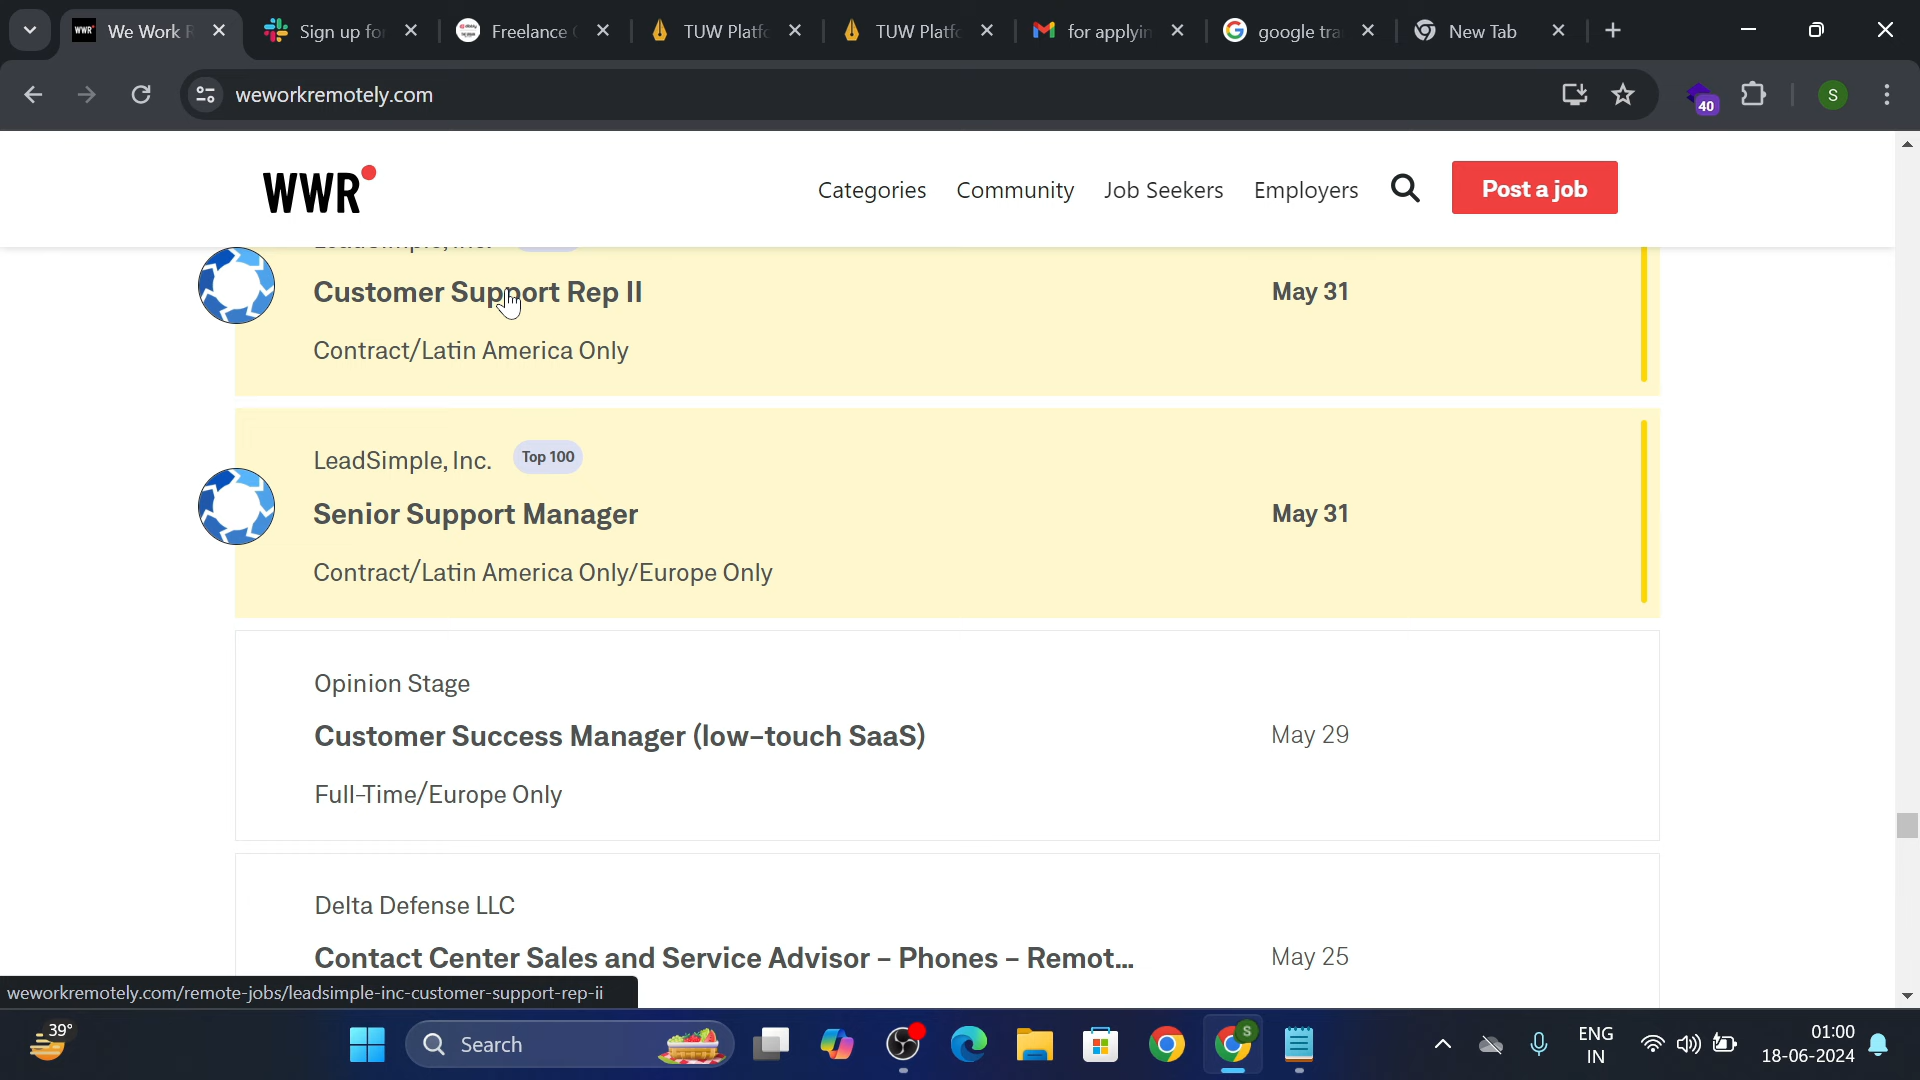 We Work R
Sign up fo
Freelance
TUW Platfo
TUW Platfo
for applyin
google tra
New Tab
weworkremotely.com
40
S
WWR
Categories
Community
Job Seekers
Employers
Post a job
Customer Support Rep II
May 31
Contract/Latin America Only
LeadSimple, Inc.
Top 100
Senior Support Manager
May 31
Contract/Latin America Only/Europe Only
Opinion Stage
Customer Success Manager (low-touch SaaS)
May 29
Full-Time/Europe Only
Delta Defense LLC
Contact Center Sales and Service Advisor – Phones – Remot...
May 25
weworkremotely.com/remote-jobs/leadsimple-inc-customer-support-rep-ii
39°
Search
S
ENG
IN
01:00
18-06-2024